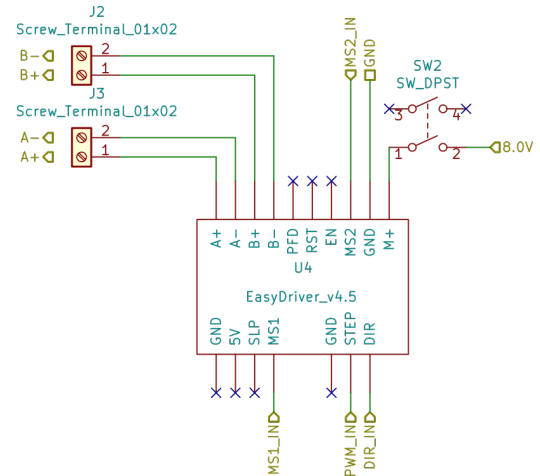 J2
Screw_Terminal_01x02
B- 2
B+ 1
J3
Screw_Terminal_01x02
A- 2
A+ 1
MS2_IN
GND
SW2
SW_DPST
3 4
1 2 8.0V
A+ A- B+ B- PFD RST EN MS2 GND M+
U4
EasyDriver_v4.5
GND 5V SLP MS1 GND STEP DIR
MS1_IN PWM_IN DIR_IN